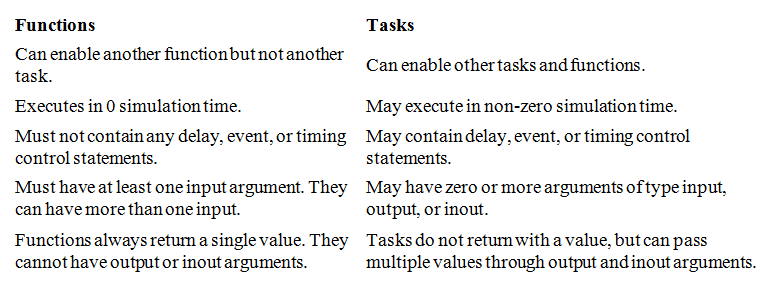 Functions Tasks
Can enable another function but not another
task.
Can enable other tasks and functions.
Executes in 0 simulation time.
May execute in non-zero simulation time.
Must not contain any delay, event, or timing
control statements.
May contain delay, event, or timing control
statements.
Must have at least one input argument. They
can have more than one input.
May have zero or more arguments of type input,
output, or inout.
Functions always return a single value. They
cannot have output or inout arguments.
Tasks do not return with a value, but can pass
multiple values through output and inout arguments.